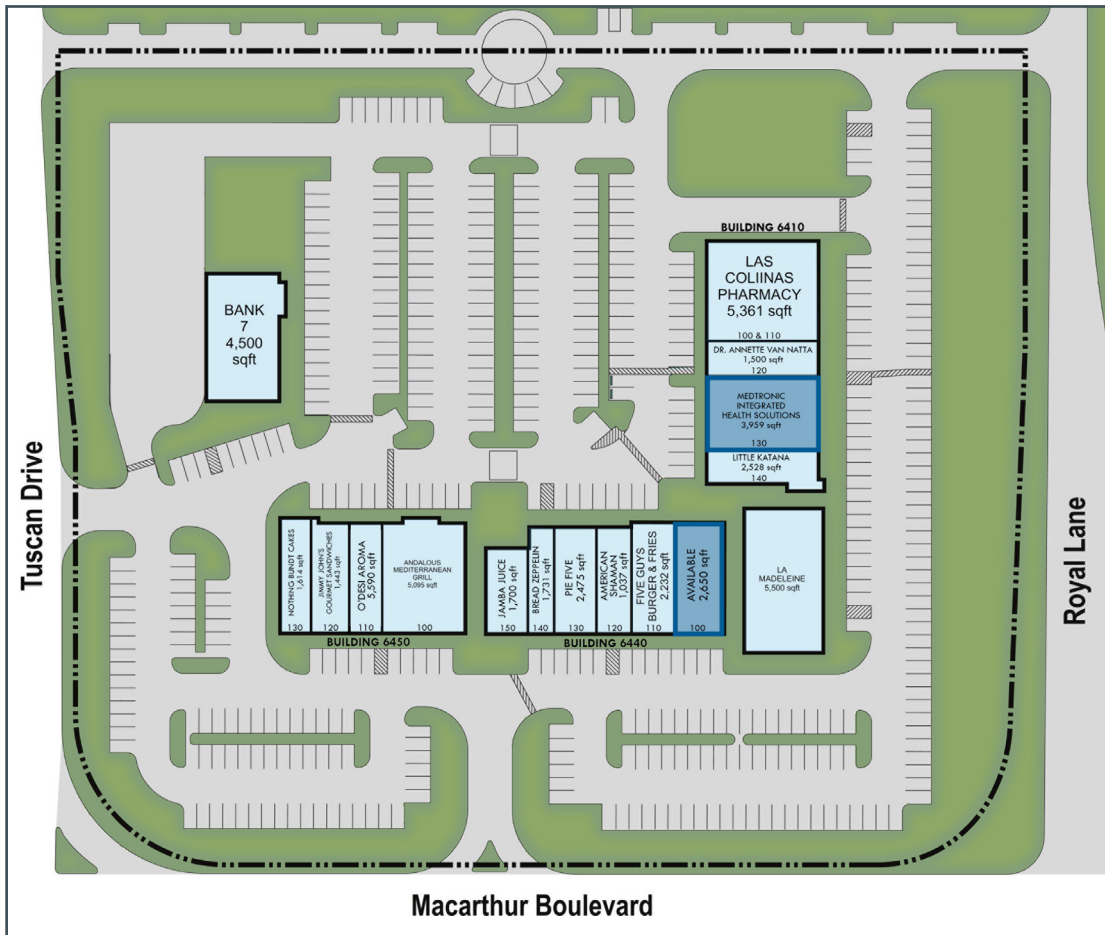 BUILDING 6410
LAS
COLIINAS
PHARMACY
5,361 sqft
100 & 110
DR. ANNETTE VAN NATTA
1,500 sqft
120
MEDTRONIC
INTEGRATED
HEALTH SOLUTIONS
3,959 sqft
130
LITTLE KATANA
2,528 sqft
140
BANK
7
4,500
sqft
Tuscan Drive
Royal Lane
NOTHING BUNDT CAKES
1,614 sqft
130
JIMMY JOHN'S
GOURMET SANDWICHES
1,443 sqft
120
O'DESI AROMA
5,590 sqft
110
ANDALOUS
MEDITERRANEAN
GRILL
5,095 sqft
100
BUILDING 6450
JAMBA JUICE
1,700 sqft
150
BREAD ZEPPELIN
1,731 sqft
140
PIE FIVE
2,475 sqft
130
AMERICAN
SHAMAN
1,037 sqft
120
FIVE GUYS
BURGER & FRIES
2,232 sqft
110
AVAILABLE
2,650 sqft
100
BUILDING 6440
LA
MADELEINE
5,500 sqft
Macarthur Boulevard